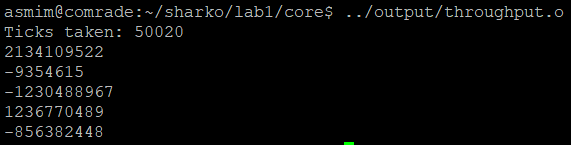 asmim@comrade:~/sharko/lab1/core$ ../output/throughput.o
Ticks taken: 50020
2134109522
-9354615
-1230488967
1236770489
-856382448